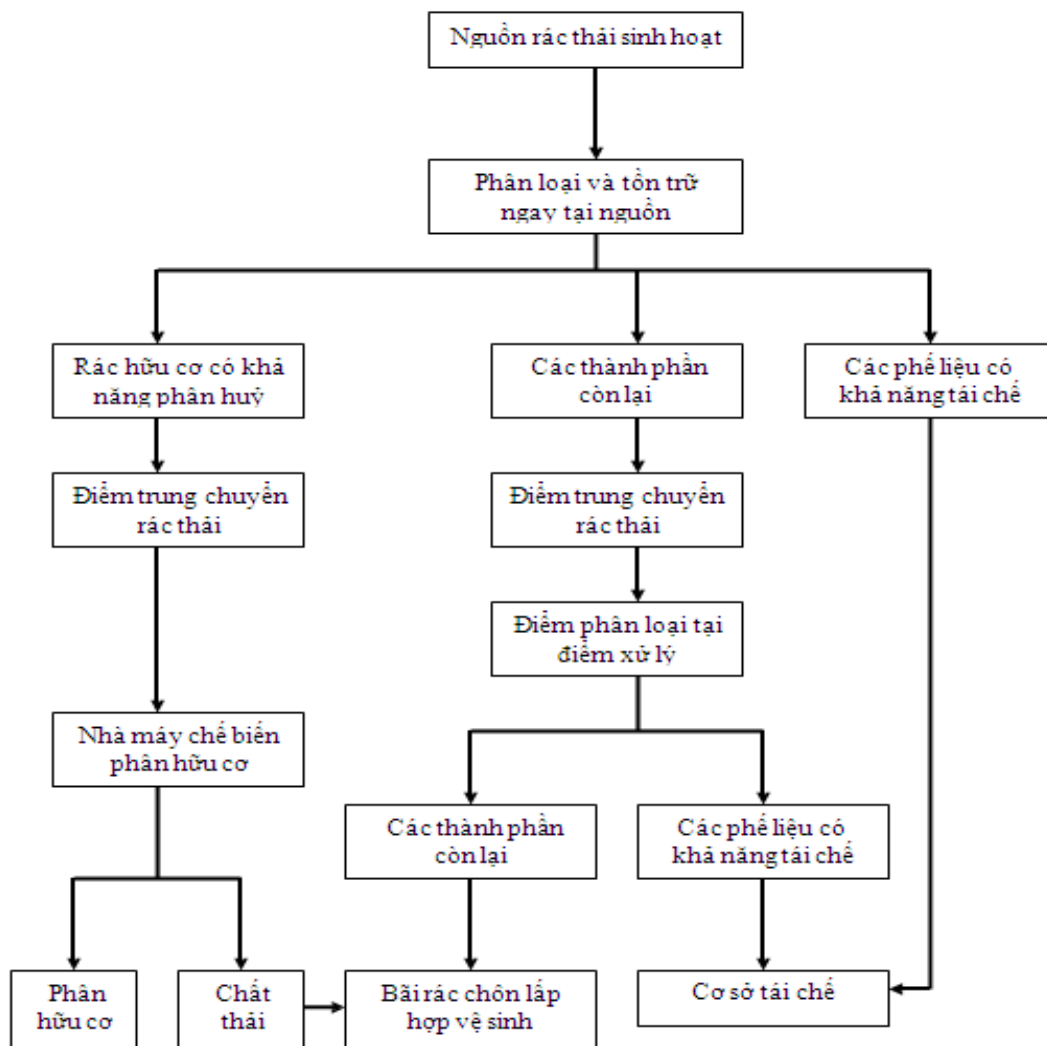 Nguồn rác thải sinh hoạt
Phân loại và tồn trữ
ngay tại nguồn
Rác hữu cơ có khả
năng phân huỷ
Các thành phần
còn lại
Các phế liệu có
khả năng tái chế
Điểm trung chuyển
rác thải
Điểm trung chuyển
rác thải
Điểm phân loại tại
điểm xử lý
Nhà máy chế biến
phân hữu cơ
Các thành phần
còn lại
Các phế liệu có
khả năng tái chế
Phân
hữu cơ
Chất
thải
Bãi rác chôn lấp
hợp vệ sinh
Cơ sở tái chế